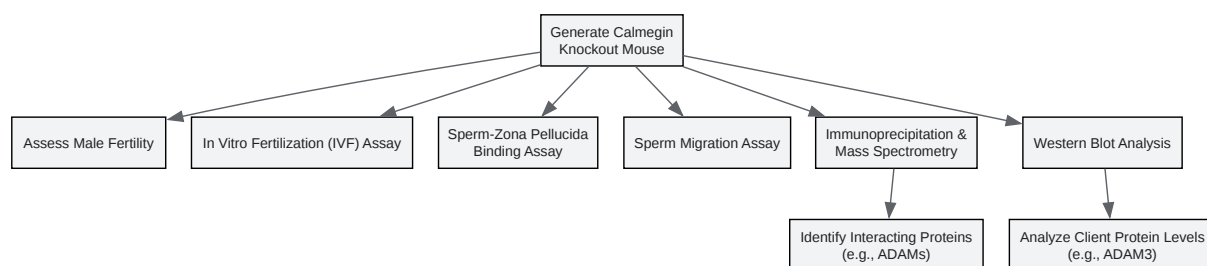 Generate Calmegin
Knockout Mouse
Assess Male Fertility
In Vitro Fertilization (IVF) Assay
Sperm-Zona Pellucida
Binding Assay
Sperm Migration Assay
Immunoprecipitation &
Mass Spectrometry
Western Blot Analysis
Identify Interacting Proteins
(e.g., ADAMs)
Analyze Client Protein Levels
(e.g., ADAM3)